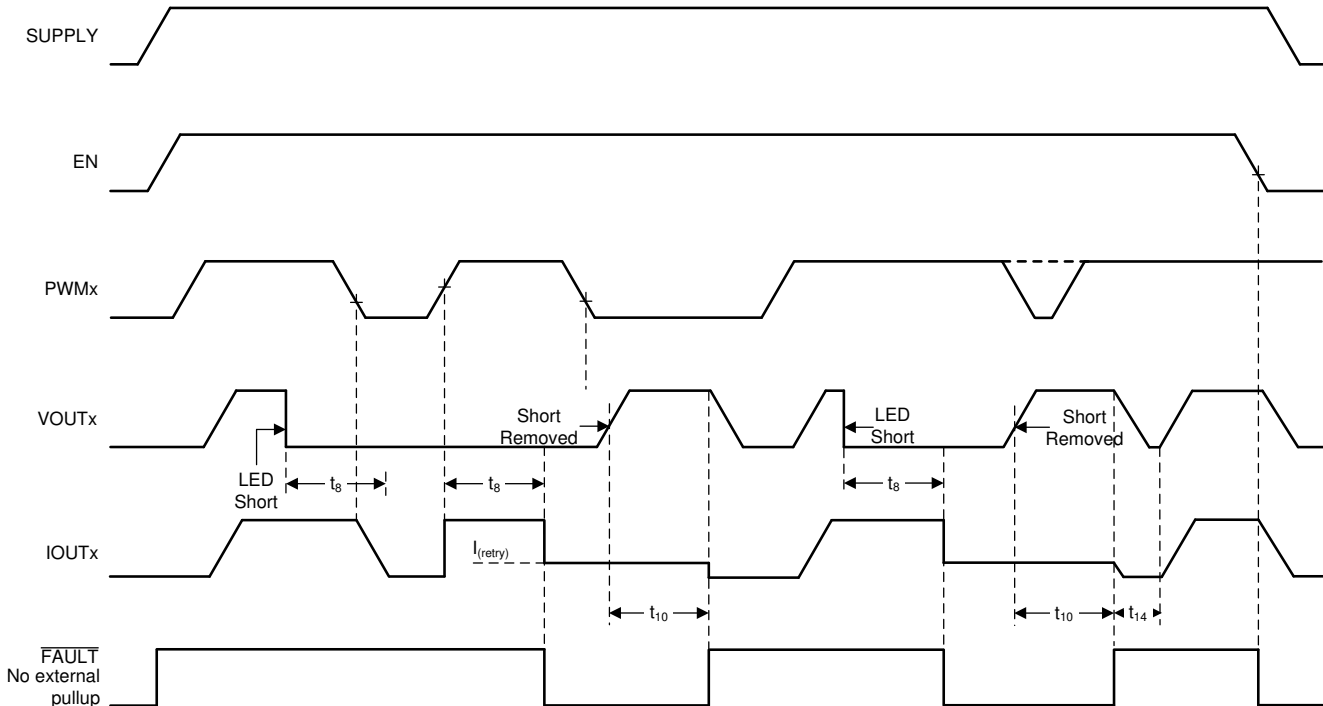 SUPPLY
EN
PWMx
VOUTx
LED
Short
t8
t8
Short
Removed
LED
Short
t8
Short
Removed
IOUTx
I(retry)
t10
t10
t14
FAULT
No external
pullup